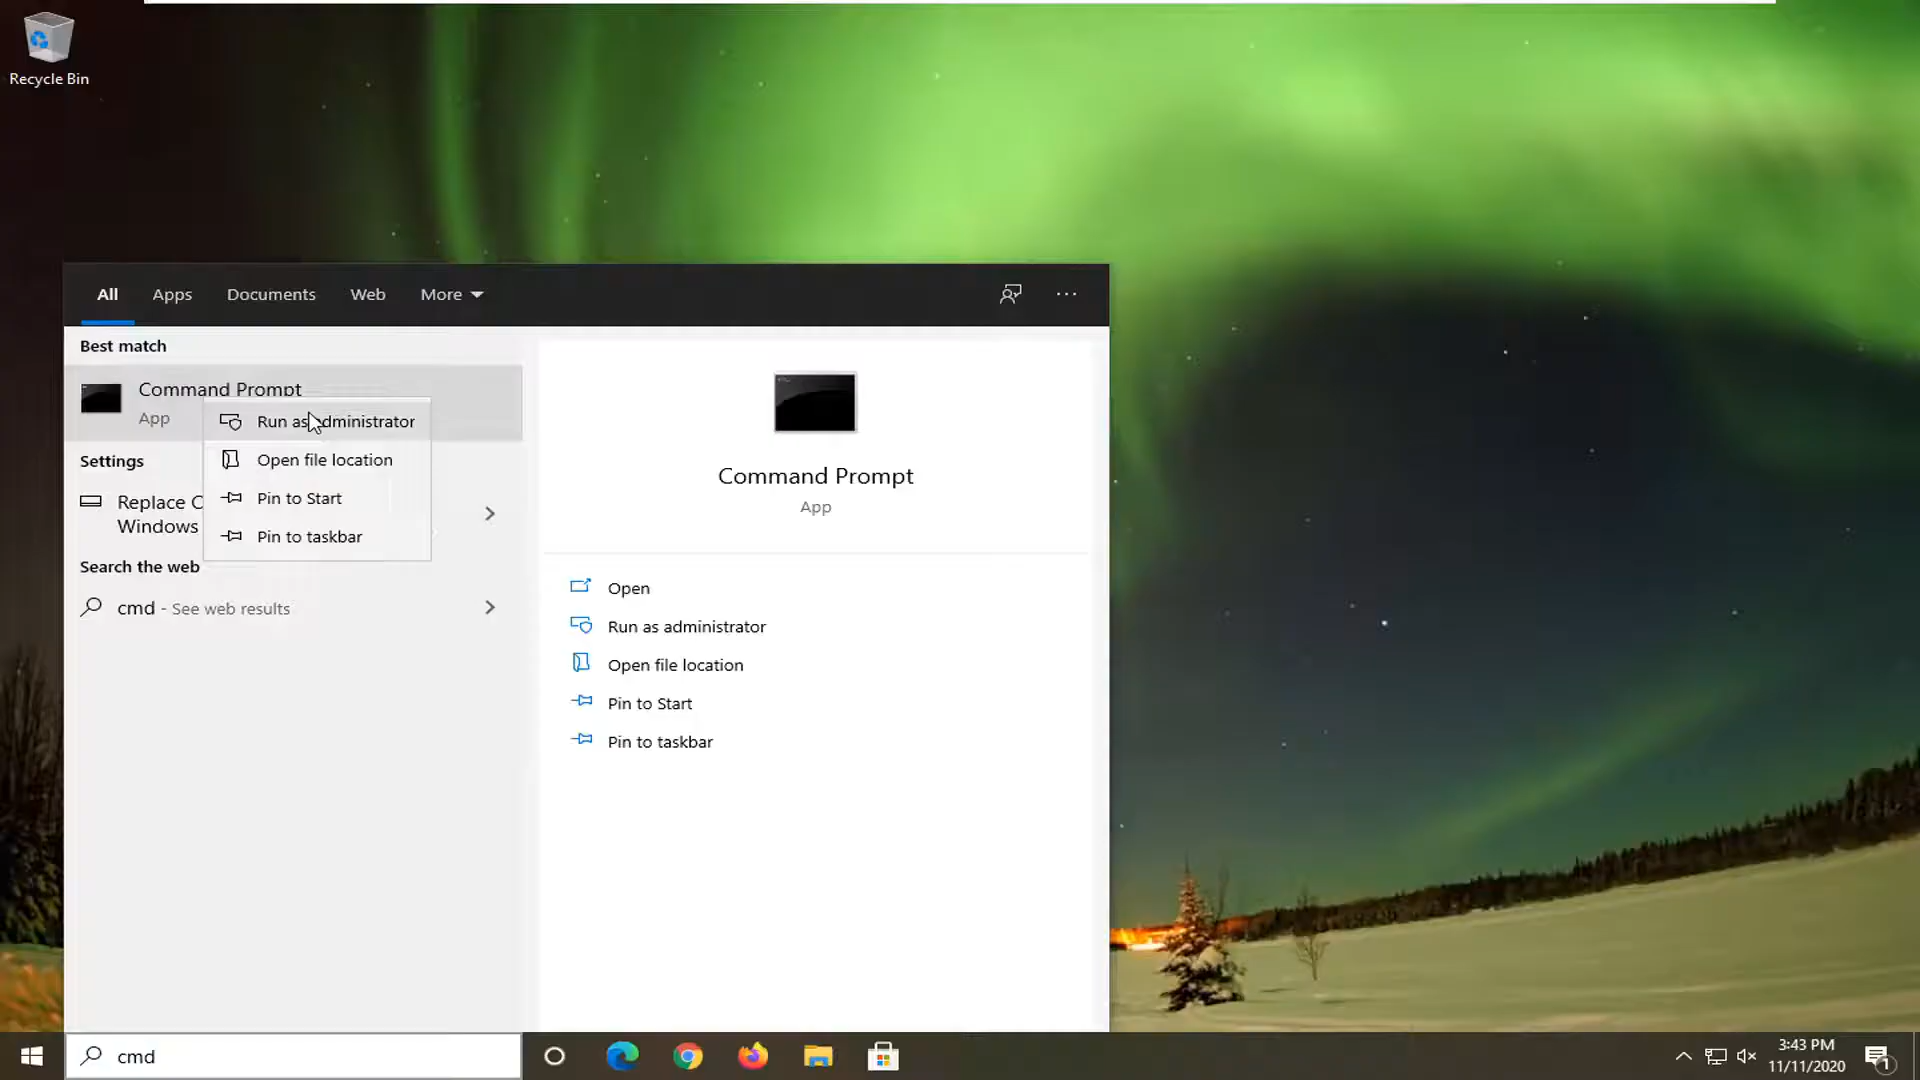 Recycle Bin
All
Apps
Documents
Web
More
Best match
Command Prompt
App
Run as administrator
Open file location
Pin to Start
Pin to taskbar
Settings
Replace C
Windows
Search the web
cmd - See web results
Command Prompt
App
Open
Run as administrator
Open file location
Pin to Start
Pin to taskbar
cmd
3:43 PM
11/11/2020
1